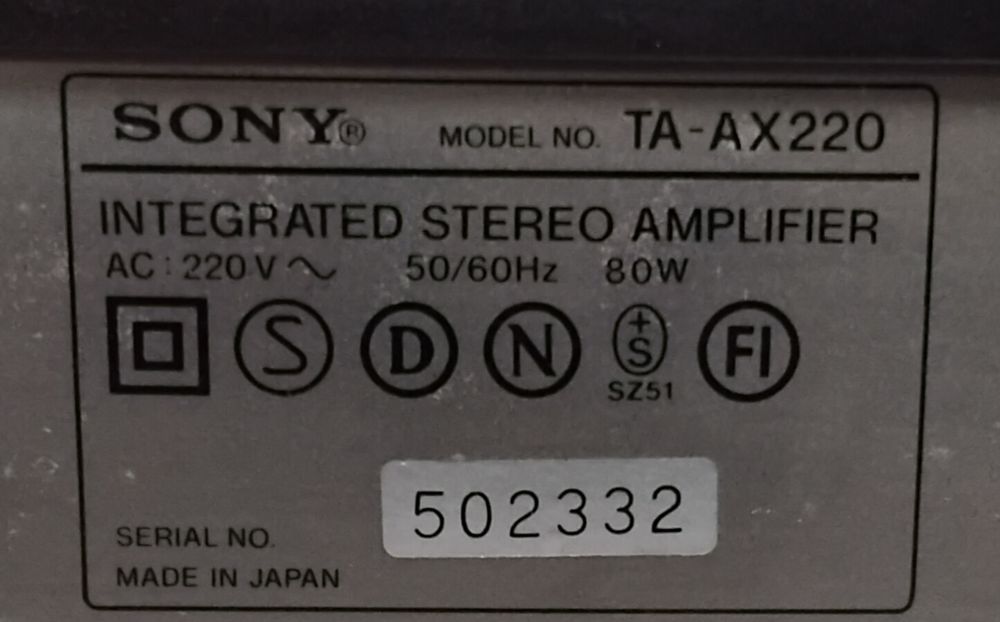 SONY® MODEL NO. TA-AX220
INTEGRATED STEREO AMPLIFIER
AC : 220V ~ 50/60Hz 80W
S D N +S FI
SZ51
502332
SERIAL NO.
MADE IN JAPAN